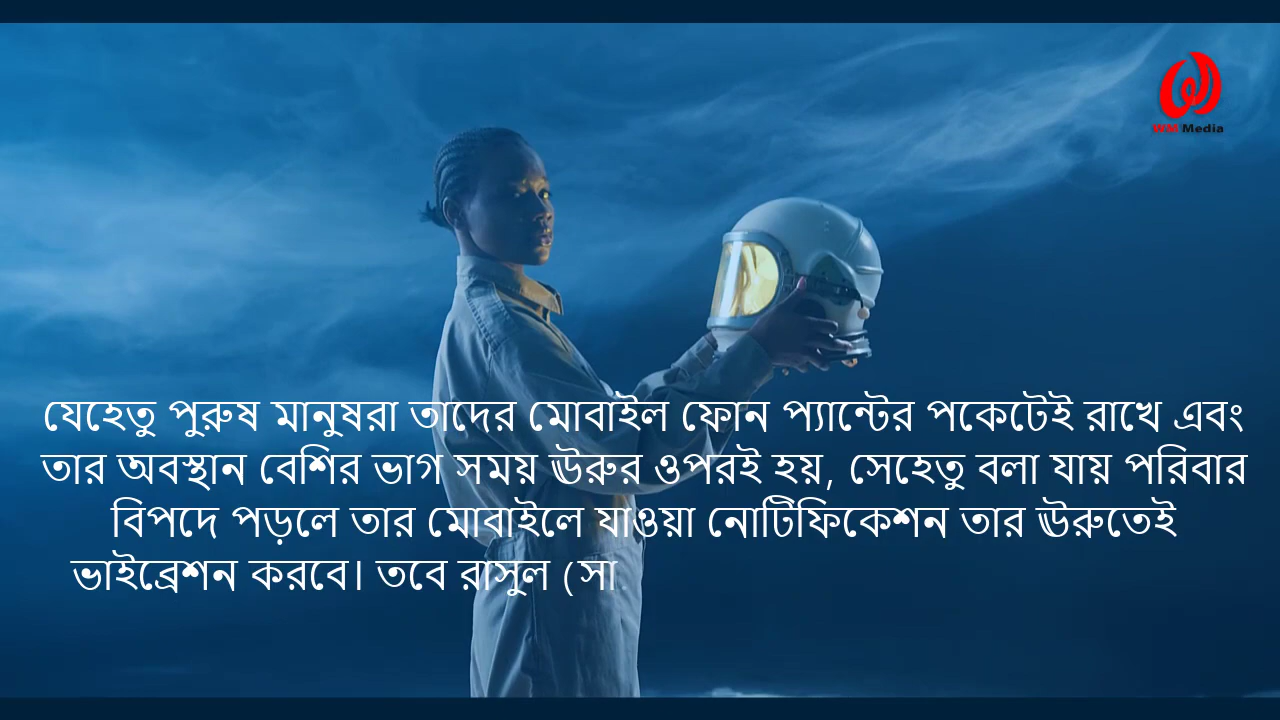 WM Media
যেহেতু পুরুষ মানুষরা তাদের মোবাইল ফোন প্যান্টের পকেটেই রাখে এবং
তার অবস্থান বেশির ভাগ সময় ঊরুর ওপরই হয়, সেহেতু বলা যায় পরিবার
বিপদে পড়লে তার মোবাইলে যাওয়া নোটিফিকেশন তার ঊরুতেই
ভাইব্রেশন করবে। তবে রাসুল (সা